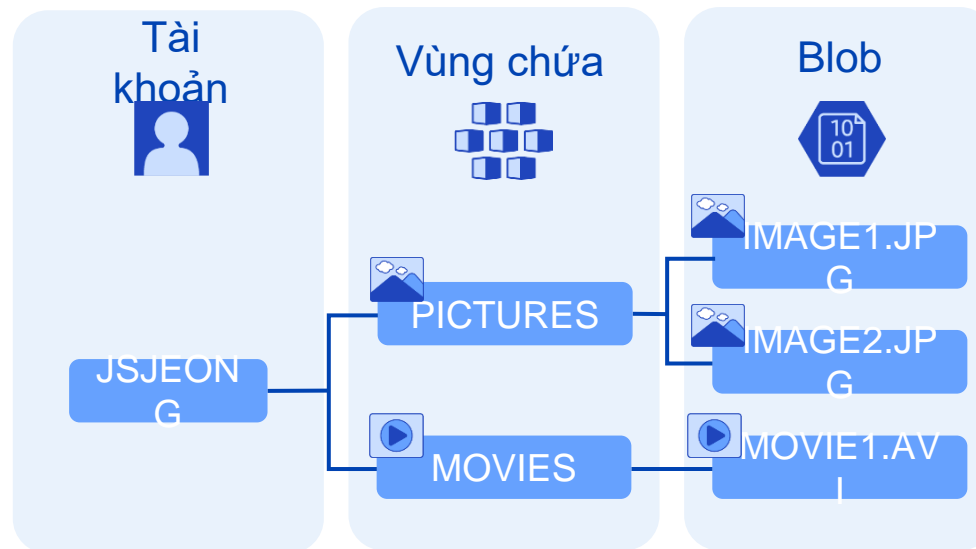 Tài
khoản
Vùng chứa
Blob
10
01
IMAGE1.JP
G
PICTURES
IMAGE2.JP
G
JSJEON
G
MOVIES
MOVIE1.AV
I